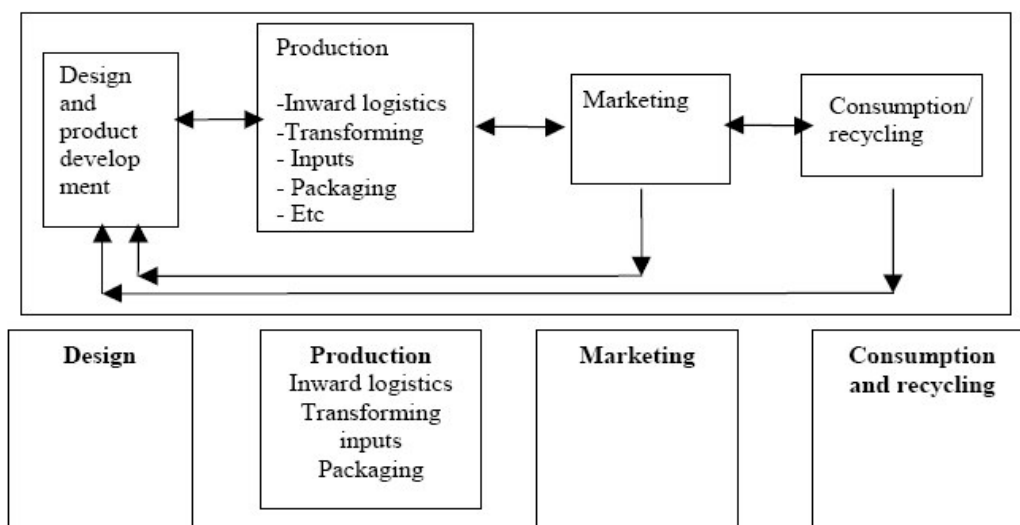 Design
and
product
develop
ment
Production
-Inward logistics
-Transforming
- Inputs
- Packaging
- Etc
Marketing
Consumption/
recycling
Design
Production
Inward logistics
Transforming
inputs
Packaging
Marketing
Consumption
and recycling